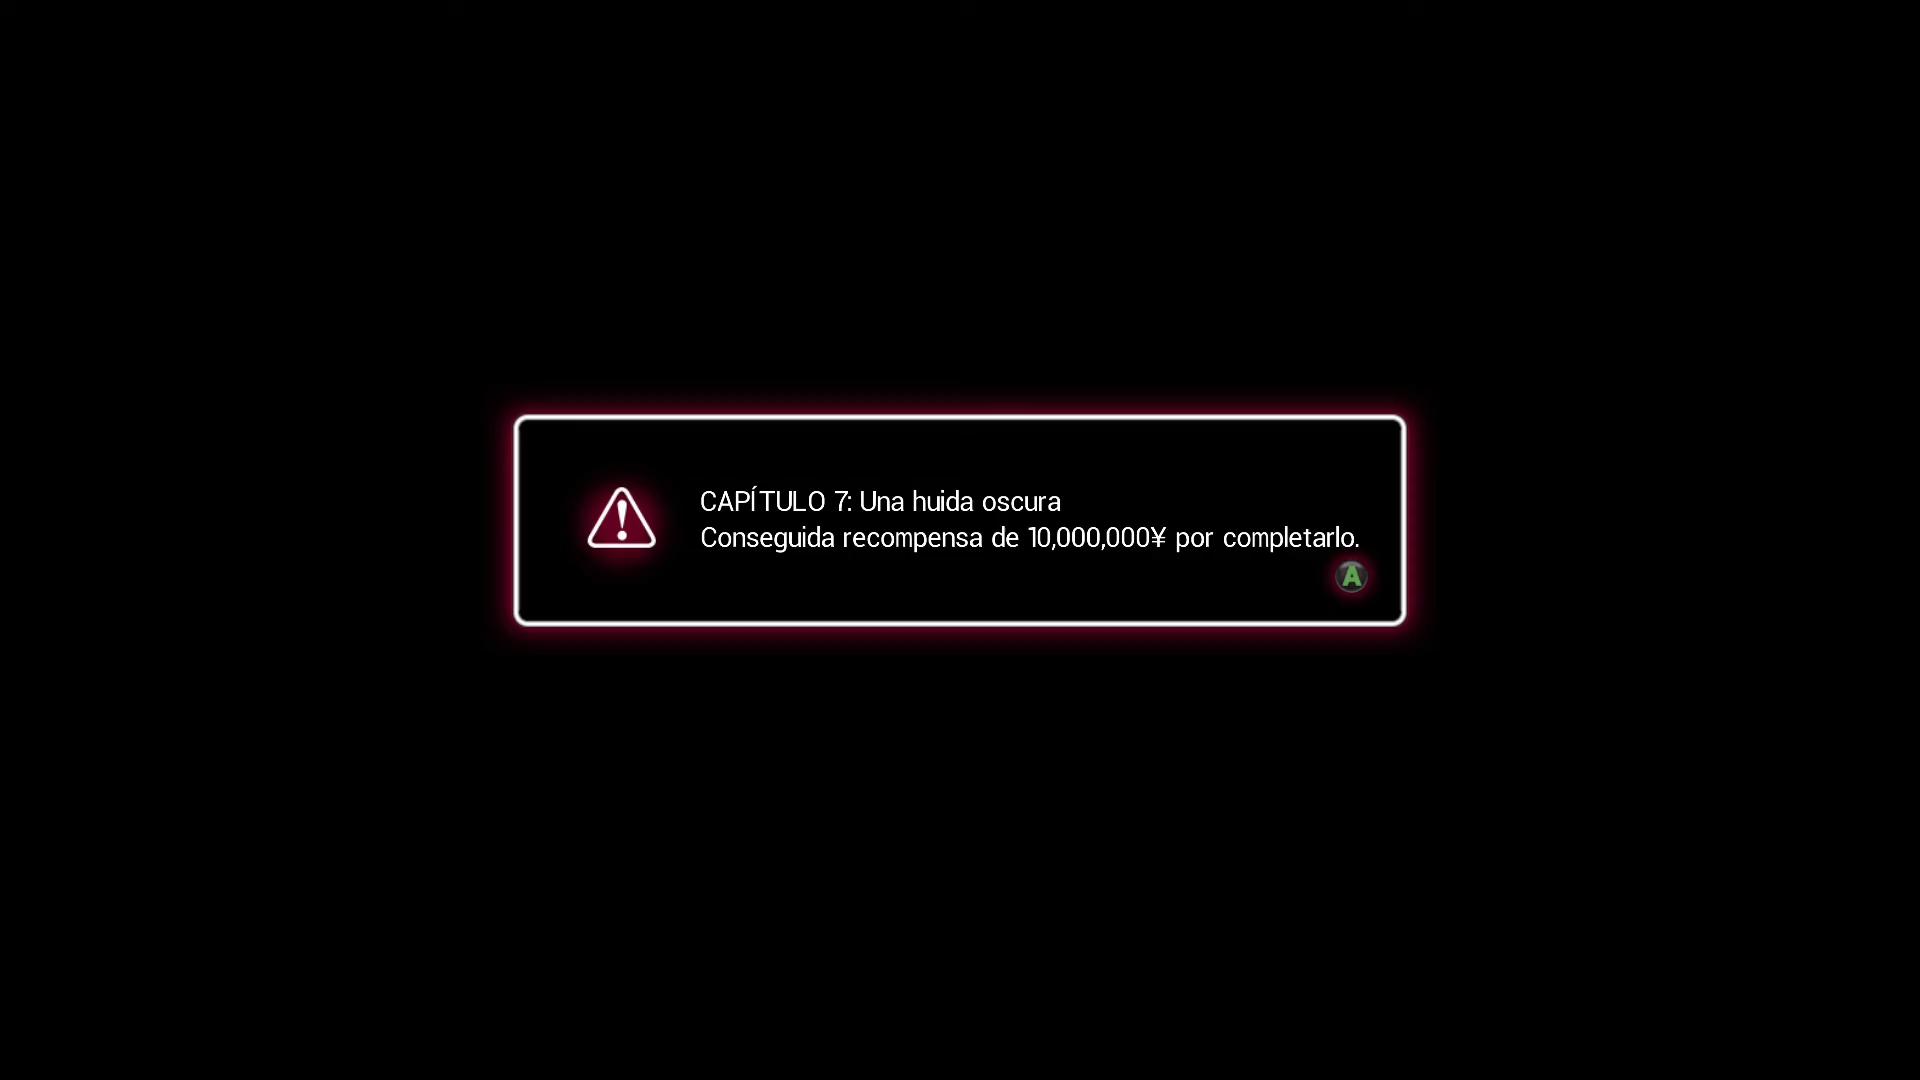 CAPÍTULO 7: Una huida oscura
Conseguida recompensa de 10,000,000¥ por completarlo.
A